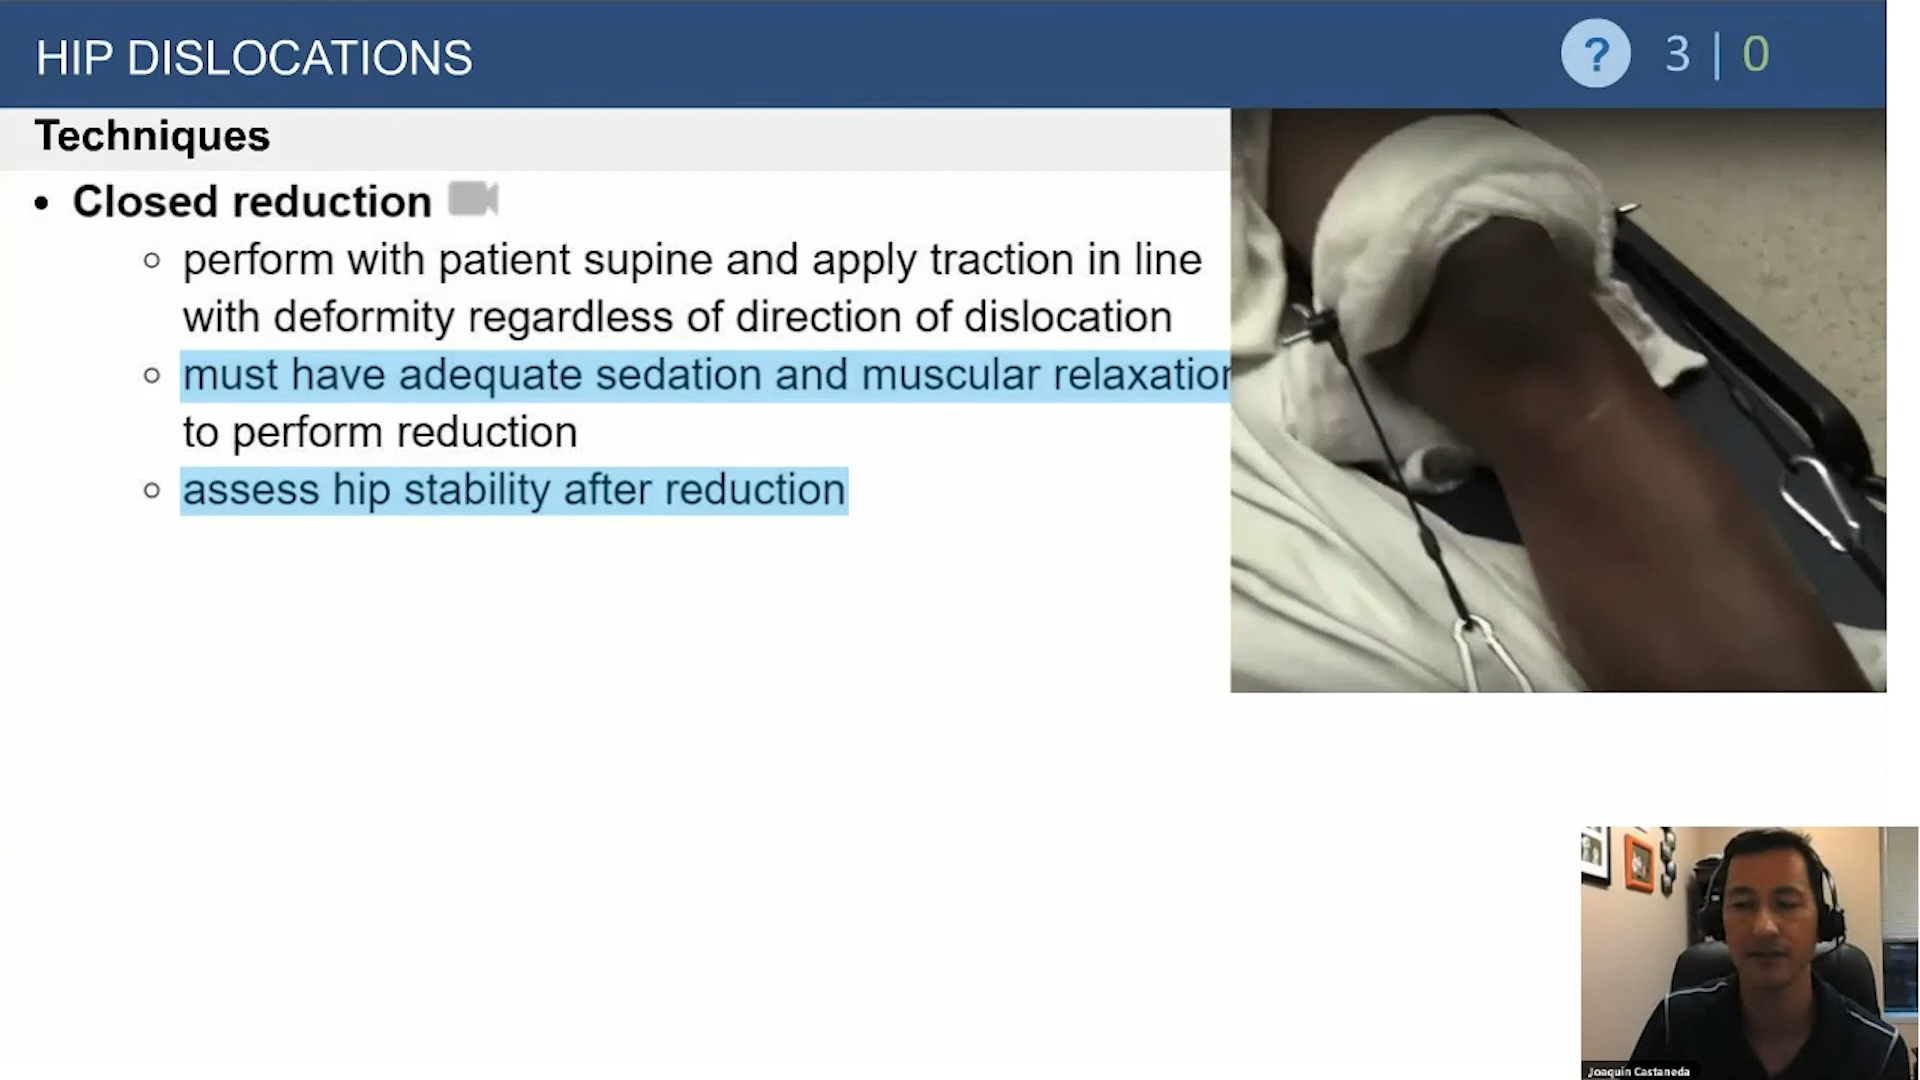 HIP DISLOCATIONS
? 3 | 0
Techniques
• Closed reduction
○ perform with patient supine and apply traction in line
with deformity regardless of direction of dislocation
○ must have adequate sedation and muscular relaxation
to perform reduction
○ assess hip stability after reduction
Joaquin Castaneda